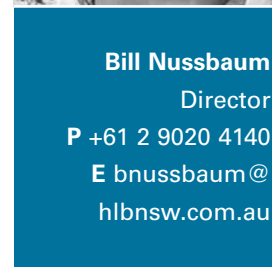 Bill Nussbaum
Director
P +61 2 9020 4140
E bnussbaum@
hlbnsw.com.au